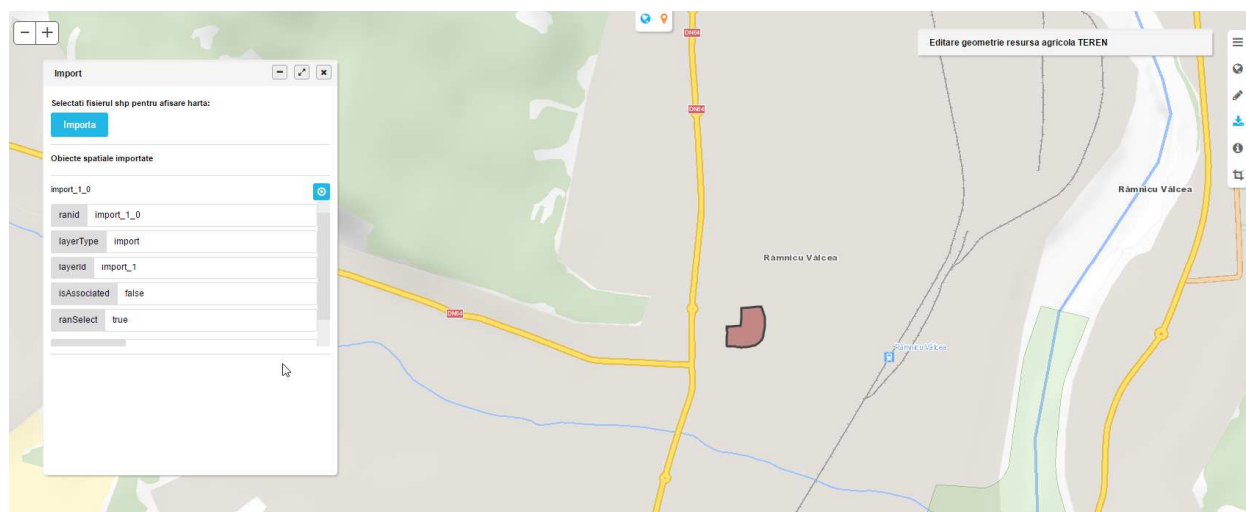 DN64
Editare geometrie resursa agricola TEREN
Import
Selectati fisierul shp pentru afisare harta:
Importa
DN64
Obiecte spatiale importate
import_1_0
ranid import_1_0
layerType import
layerId import_1
isAssociated false
ranSelect true
Râmnicu Vâlcea
Râmnicu Vâlcea
DN64
Râmnicu Vâlcea